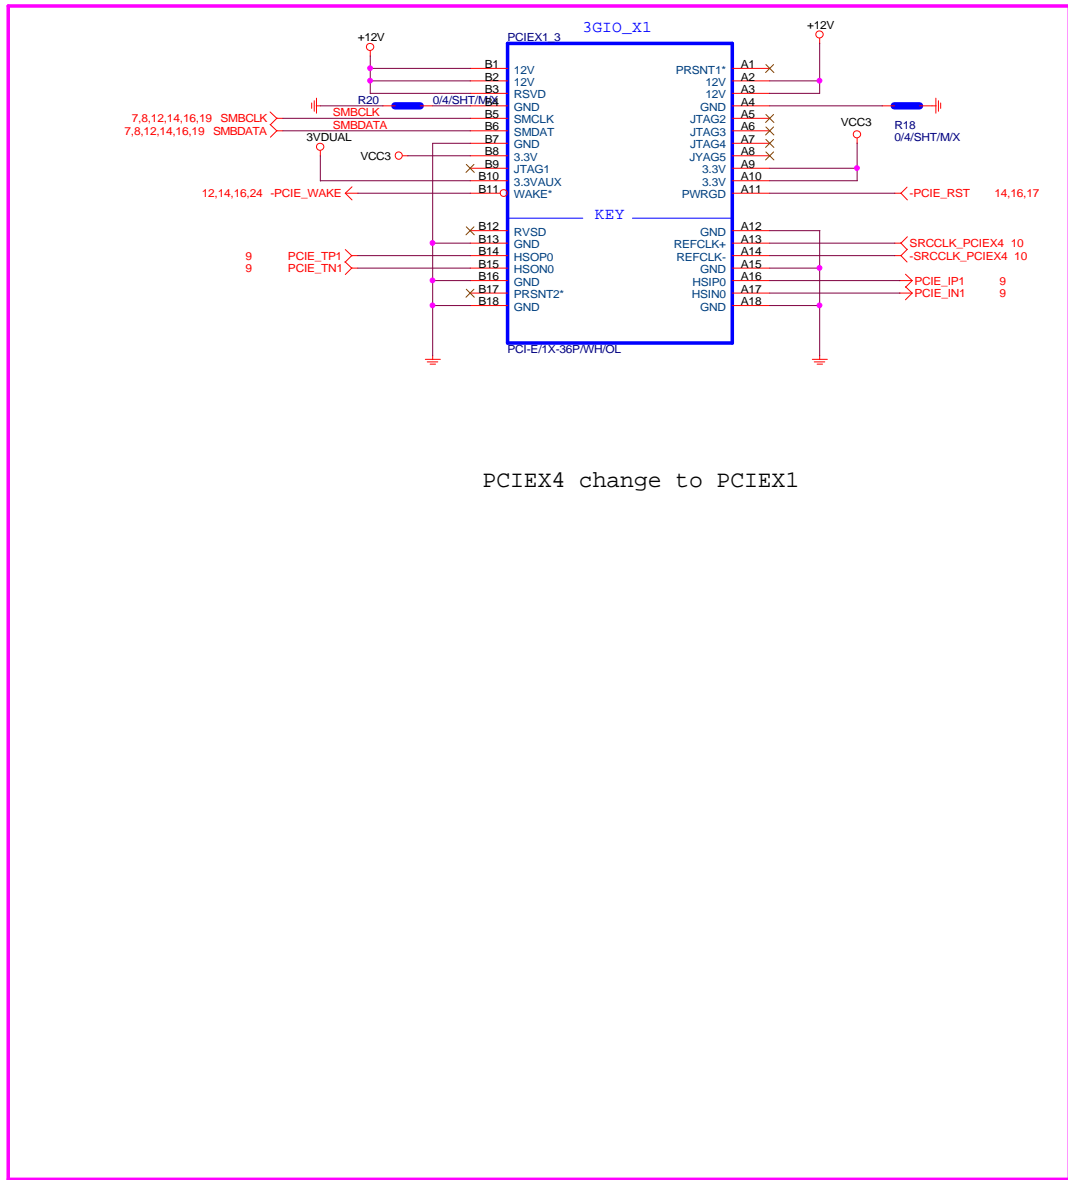 3GIO_X1
+12V
PCIEX1_3
+12V
B1 12V PRSNT1* A1
B2 12V 12V A2
B3 RSVD 12V A3
R20 0/4/SHT/M/X B4 GND GND A4
7,8,12,14,16,19 SMBCLK SMBCLK B5 SMCLK JTAG2 A5
7,8,12,14,16,19 SMBDATA SMBDATA B6 SMDAT JTAG3 A6
R18
0/4/SHT/M/X
VCC3
3VDUAL
B7 GND JTAG4 A7
VCC3 B8 3.3V JYAG5 A8
B9 JTAG1 3.3V A9
B10 3.3VAUX 3.3V A10
12,14,16,24 -PCIE_WAKE B11 WAKE* PWRGD A11 -PCIE_RST 14,16,17
KEY
B12 RVSD GND A12
B13 GND REFCLK+ A13 SRCCLK_PCIEX4 10
9 PCIE_TP1 B14 HSOP0 REFCLK- A14 -SRCCLK_PCIEX4 10
9 PCIE_TN1 B15 HSON0 GND A15
B16 GND HSIP0 A16 PCIE_IP1 9
B17 PRSNT2* HSIN0 A17 PCIE_IN1 9
B18 GND GND A18
PCI-E/1X-36P/WH/OL
PCIEX4 change to PCIEX1